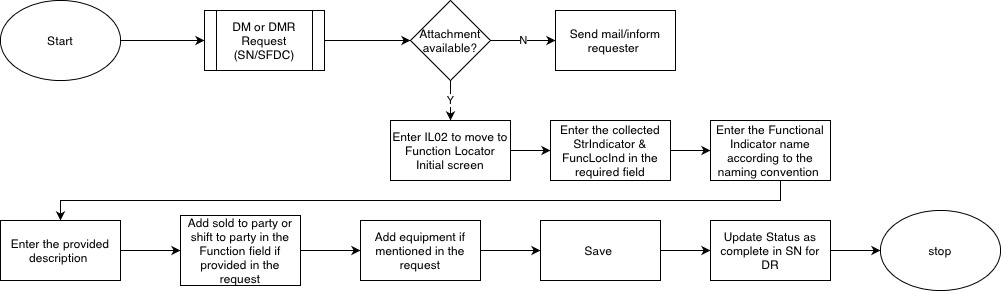 Start
DM or DMR
Request
(SN/SFDC)
Attachment
available?
N
Send mail/inform
requester
Y
Enter IL02 to move to
Function Locator
Initial screen
Enter the collected
StrIndicator &
FuncLocInd in the
required field
Enter the Functional
Indicator name
according to the
naming convention
Enter the provided
description
Add sold to party or
shift to party in the
Function field if
provided in the
request
Add equipment if
mentioned in the
request
Save
Update Status as
complete in SN for
DR
stop